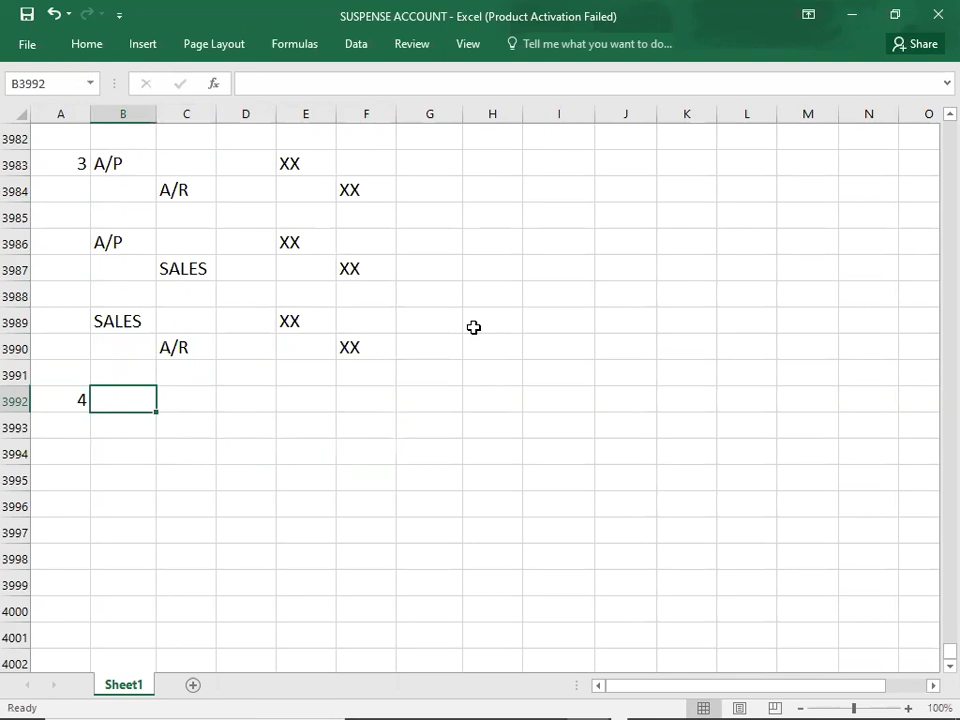 SUSPENSE ACCOUNT - Excel (Product Activation Failed)
File Home Insert Page Layout Formulas Data Review View Tell me what you want to do... Share
B3992 fx
A B C D E F G H I J K L M N O
3982
3983 3 A/P XX
3984 A/R XX
3985
3986 A/P XX
3987 SALES XX
3988
3989 SALES XX
3990 A/R XX
3991
3992 4
3993
3994
3995
3996
3997
3998
3999
4000
4001
4002
Sheet1
Ready 100%